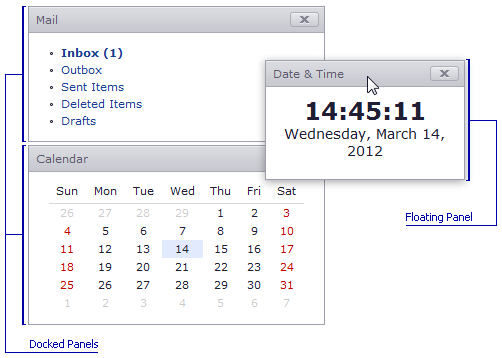 Mail
Inbox (1)
Outbox
Sent Items
Deleted Items
Drafts
Date & Time
14:45:11
Wednesday, March 14,
2012
Calendar
Sun Mon Tue Wed Thu Fri Sat
26 27 28 29 1 2 3
4 5 6 7 8 9 10
11 12 13 14 15 16 17
18 19 20 21 22 23 24
25 26 27 28 29 30 31
1 2 3 4 5 6 7
Floating Panel
Docked Panels